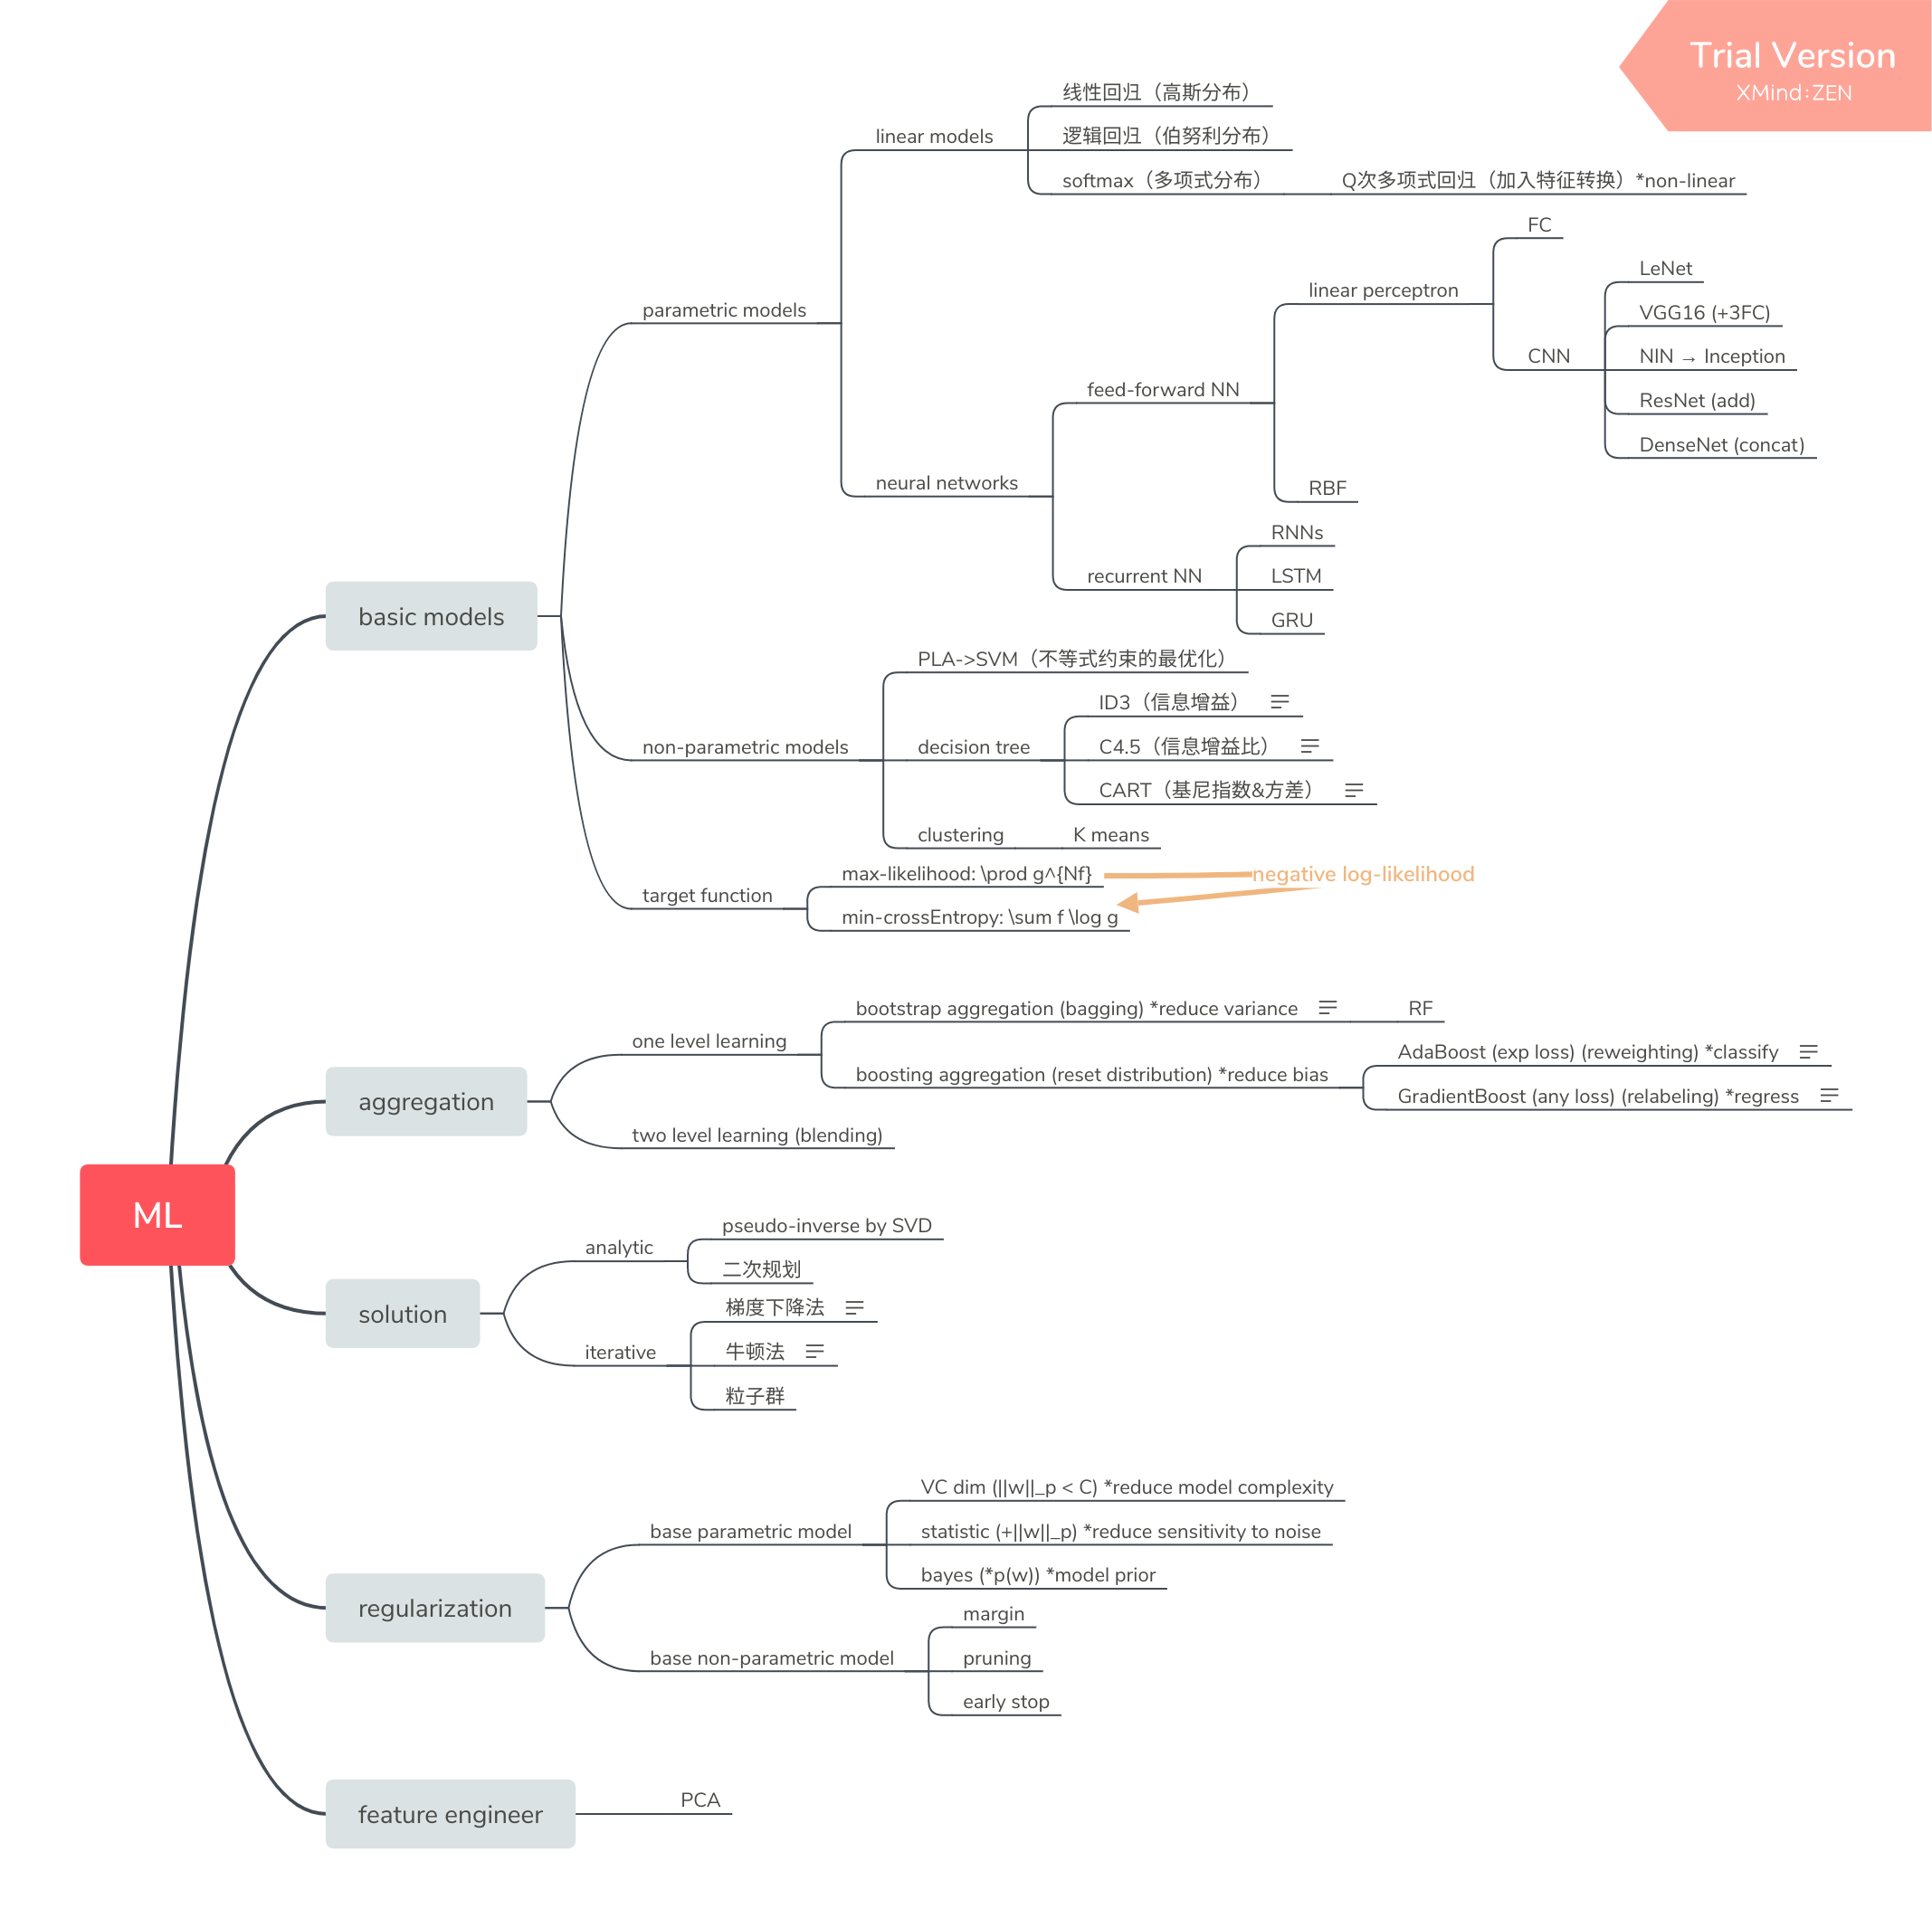 Trial Version
XMind:ZEN
ML
basic models
parametric models
linear models
线性回归（高斯分布）
逻辑回归（伯努利分布）
softmax（多项式分布）
Q次多项式回归（加入特征转换）*non-linear
neural networks
feed-forward NN
linear perceptron
FC
CNN
LeNet
VGG16 (+3FC)
NIN → Inception
ResNet (add)
DenseNet (concat)
RBF
recurrent NN
RNNs
LSTM
GRU
non-parametric models
PLA->SVM（不等式约束的最优化）
decision tree
ID3（信息增益）
C4.5（信息增益比）
CART（基尼指数&方差）
clustering
K means
target function
max-likelihood: \prod g^{Nf}
negative log-likelihood
min-crossEntropy: \sum f \log g
aggregation
one level learning
bootstrap aggregation (bagging) *reduce variance
RF
boosting aggregation (reset distribution) *reduce bias
AdaBoost (exp loss) (reweighting) *classify
GradientBoost (any loss) (relabeling) *regress
two level learning (blending)
solution
analytic
pseudo-inverse by SVD
二次规划
iterative
梯度下降法
牛顿法
粒子群
regularization
base parametric model
VC dim (||w||_p < C) *reduce model complexity
statistic (+||w||_p) *reduce sensitivity to noise
bayes (*p(w)) *model prior
base non-parametric model
margin
pruning
early stop
feature engineer
PCA